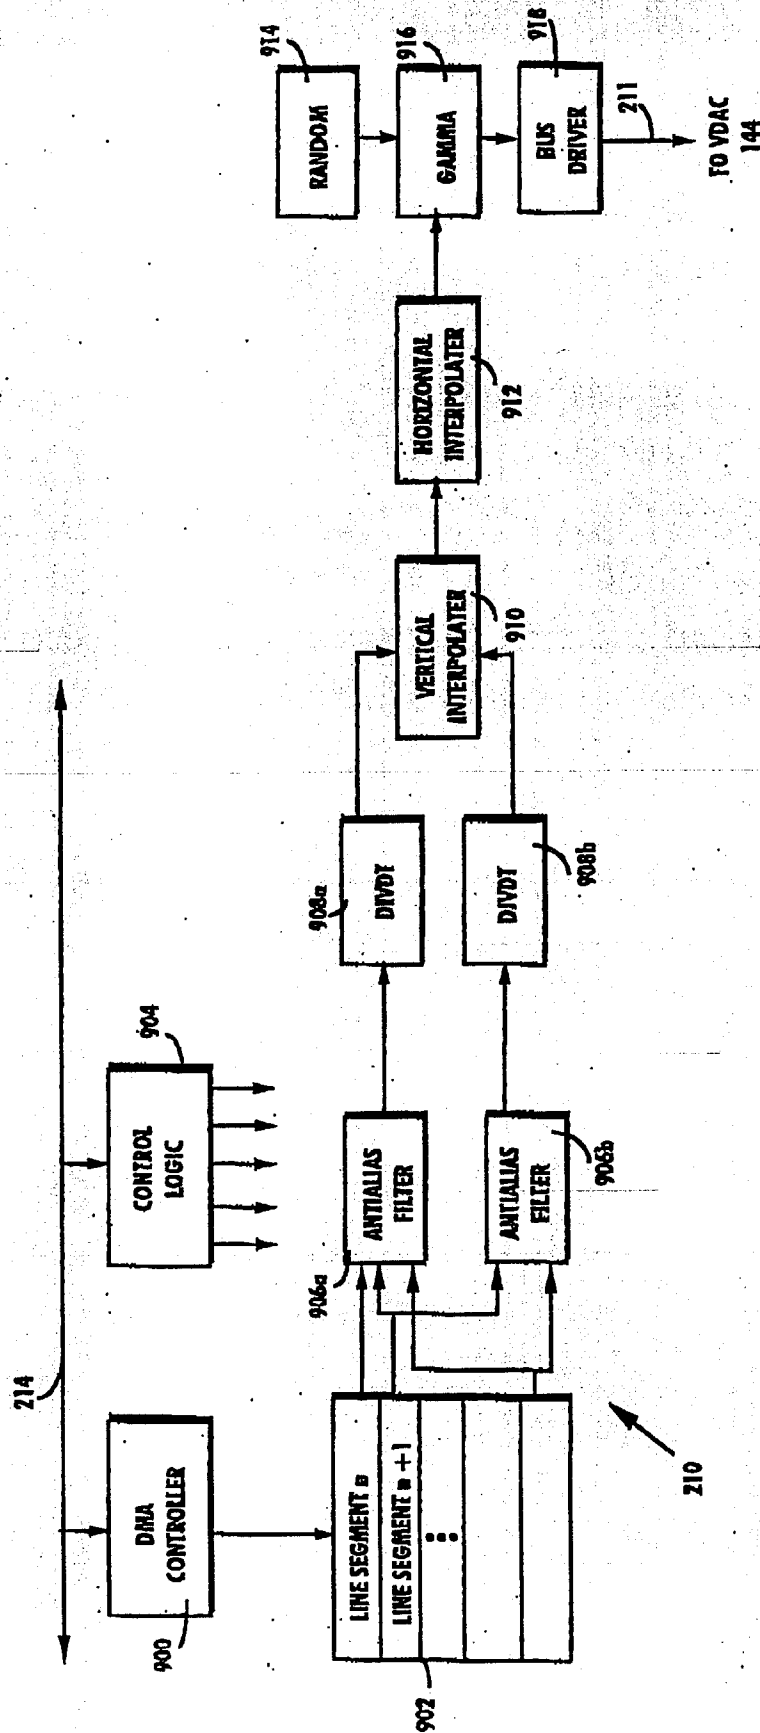 214
DMA
CONTROLLER
900
CONTROL
LOGIC
904
LINE SEGMENT n
LINE SEGMENT n +1
...
902
210
906a
ANTIALIAS
FILTER
ANTIALIAS
FILTER
906b
908a
DIVDT
DIVDT
908b
VERTICAL
INTERPOLATER
910
HORIZONTAL
INTERPOLATER
912
914
RANDOM
916
GAMMA
918
BUS
DRIVER
211
TO VDAC
144